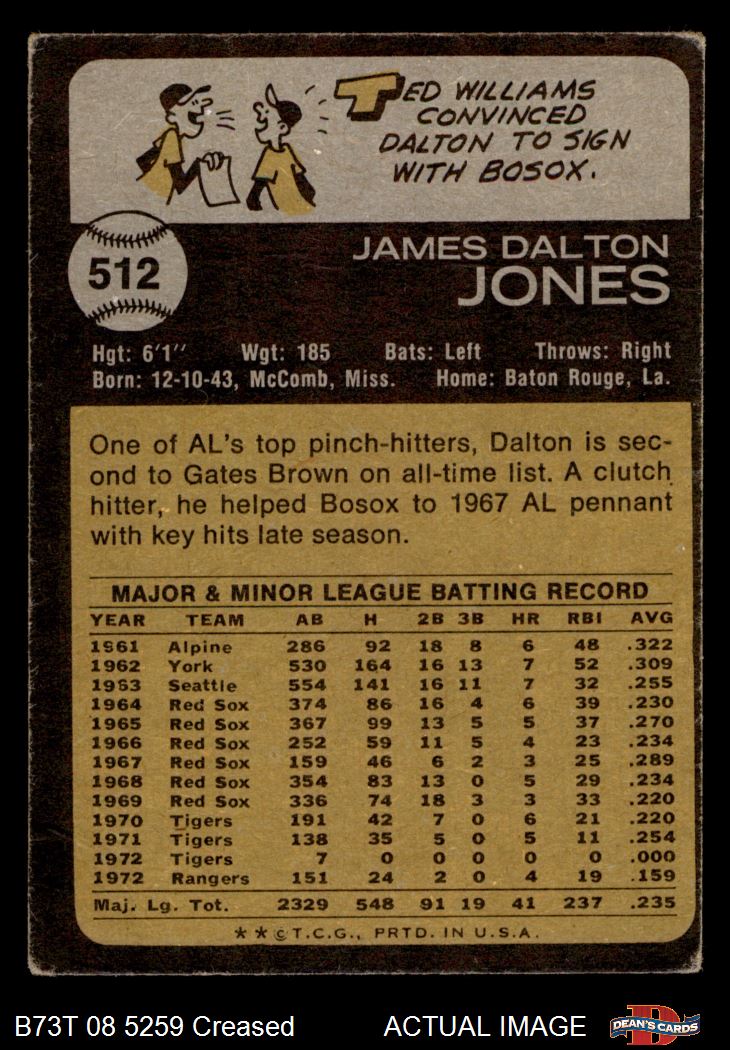 TED WILLIAMS
CONVINCED
DALTON TO SIGN
WITH BOSOX.
512
JAMES DALTON
JONES
Hgt: 6'1" Wgt: 185 Bats: Left Throws: Right
Born: 12-10-43, McComb, Miss. Home: Baton Rouge, La.
One of AL's top pinch-hitters, Dalton is sec-
ond to Gates Brown on all-time list. A clutch
hitter, he helped Bosox to 1967 AL pennant
with key hits late season.
MAJOR & MINOR LEAGUE BATTING RECORD
YEAR TEAM AB H 2B 3B HR RBI AVG
1961 Alpine 286 92 18 8 6 48 .322
1962 York 530 164 16 13 7 52 .309
1963 Seattle 554 141 16 11 7 32 .255
1964 Red Sox 374 86 16 4 6 39 .230
1965 Red Sox 367 99 13 5 5 37 .270
1966 Red Sox 252 59 11 5 4 23 .234
1967 Red Sox 159 46 6 2 3 25 .289
1968 Red Sox 354 83 13 0 5 29 .234
1969 Red Sox 336 74 18 3 3 33 .220
1970 Tigers 191 42 7 0 6 21 .220
1971 Tigers 138 35 5 0 5 11 .254
1972 Tigers 7 0 0 0 0 0 .000
1972 Rangers 151 24 2 0 4 19 .159
Maj. Lg. Tot. 2329 548 91 19 41 237 .235
* * © T.C.G., PRTD. IN U.S.A.
B73T 08 5259 Creased ACTUAL IMAGE
D
DEAN'S CARDS